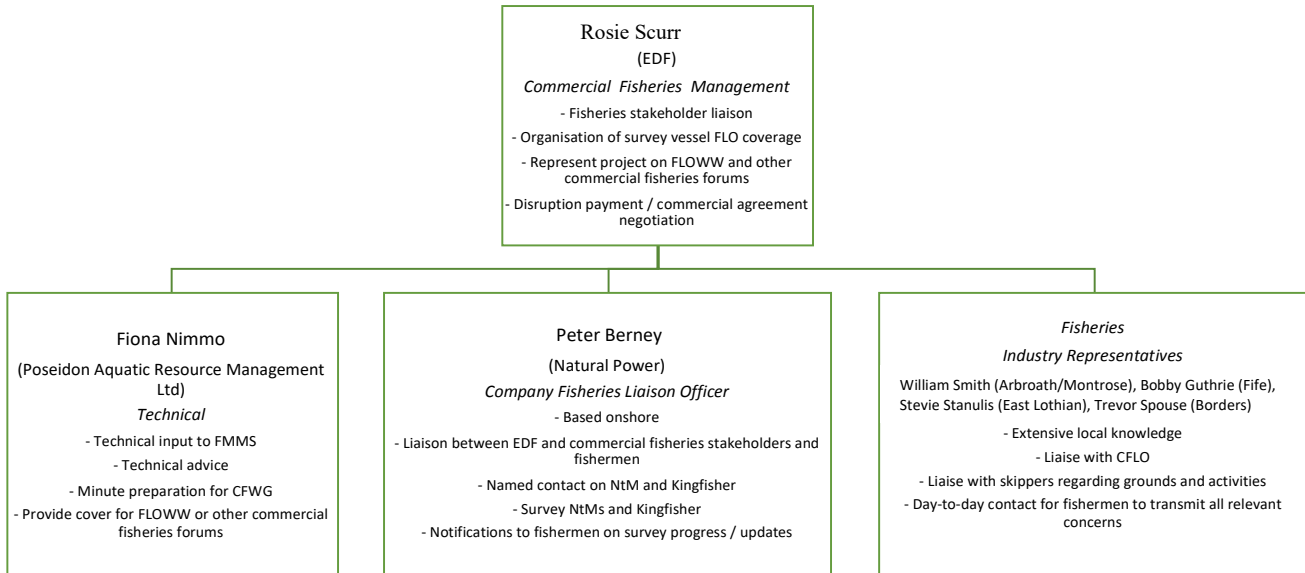 Rosie Scurr
(EDF)
Commercial Fisheries Management
- Fisheries stakeholder liaison
- Organisation of survey vessel FLO coverage
- Represent project on FLOWW and other
commercial fisheries forums
- Disruption payment / commercial agreement
negotiation
Fiona Nimmo
(Poseidon Aquatic Resource Management
Ltd)
Technical
- Technical input to FMMS
- Technical advice
- Minute preparation for CFWG
- Provide cover for FLOWW or other commercial
fisheries forums
Peter Berney
(Natural Power)
Company Fisheries Liaison Officer
- Based onshore
- Liaison between EDF and commercial fisheries stakeholders and
fishermen
- Named contact on NtM and Kingfisher
- Survey NtMs and Kingfisher
- Notifications to fishermen on survey progress / updates
Fisheries
Industry Representatives
William Smith (Arbroath/Montrose), Bobby Guthrie (Fife),
Stevie Stanulis (East Lothian), Trevor Spouse (Borders)
- Extensive local knowledge
- Liaise with CFLO
- Liaise with skippers regarding grounds and activities
- Day-to-day contact for fishermen to transmit all relevant
concerns